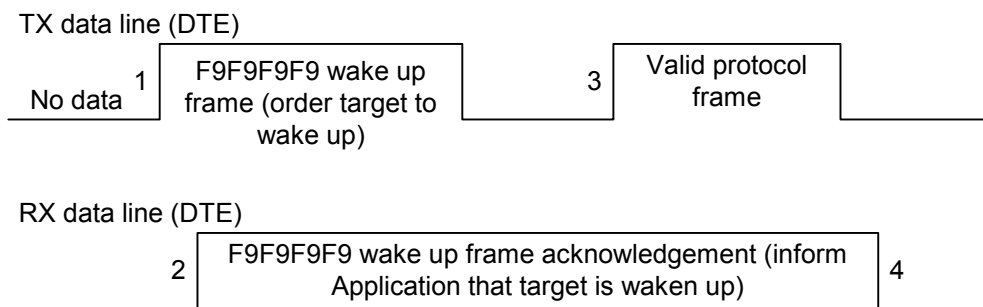 TX data line (DTE)
No data
1
F9F9F9F9 wake up
frame (order target to
wake up)
3
Valid protocol
frame
RX data line (DTE)
2
F9F9F9F9 wake up frame acknowledgement (inform
Application that target is waken up)
4